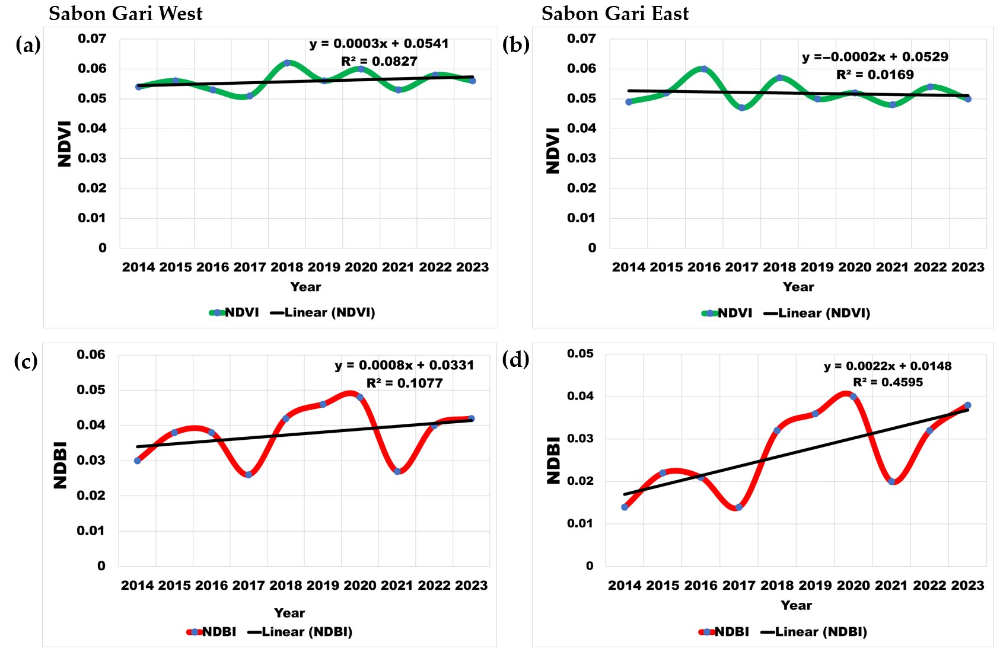 Sabon Gari West
Sabon Gari East
(a)
0.07
0.06
0.05
0.04
0.03
0.02
0.01
0
NDVI
y = 0.0003x + 0.0541
R² = 0.0827
2014 2015 2016 2017 2018 2019 2020 2021 2022 2023
Year
NDVI Linear (NDVI)
(b)
0.07
0.06
0.05
0.04
0.03
0.02
0.01
0
NDVI
y =−0.0002x + 0.0529
R² = 0.0169
2014 2015 2016 2017 2018 2019 2020 2021 2022 2023
Year
NDVI Linear (NDVI)
(c)
0.06
0.05
0.04
0.03
0.02
0.01
0
NDBI
y = 0.0008x + 0.0331
R² = 0.1077
2014 2015 2016 2017 2018 2019 2020 2021 2022 2023
Year
NDBI Linear (NDBI)
(d)
0.05
0.04
0.03
0.02
0.01
0
NDBI
y = 0.0022x + 0.0148
R² = 0.4595
2014 2015 2016 2017 2018 2019 2020 2021 2022 2023
Year
NDBI Linear (NDBI)